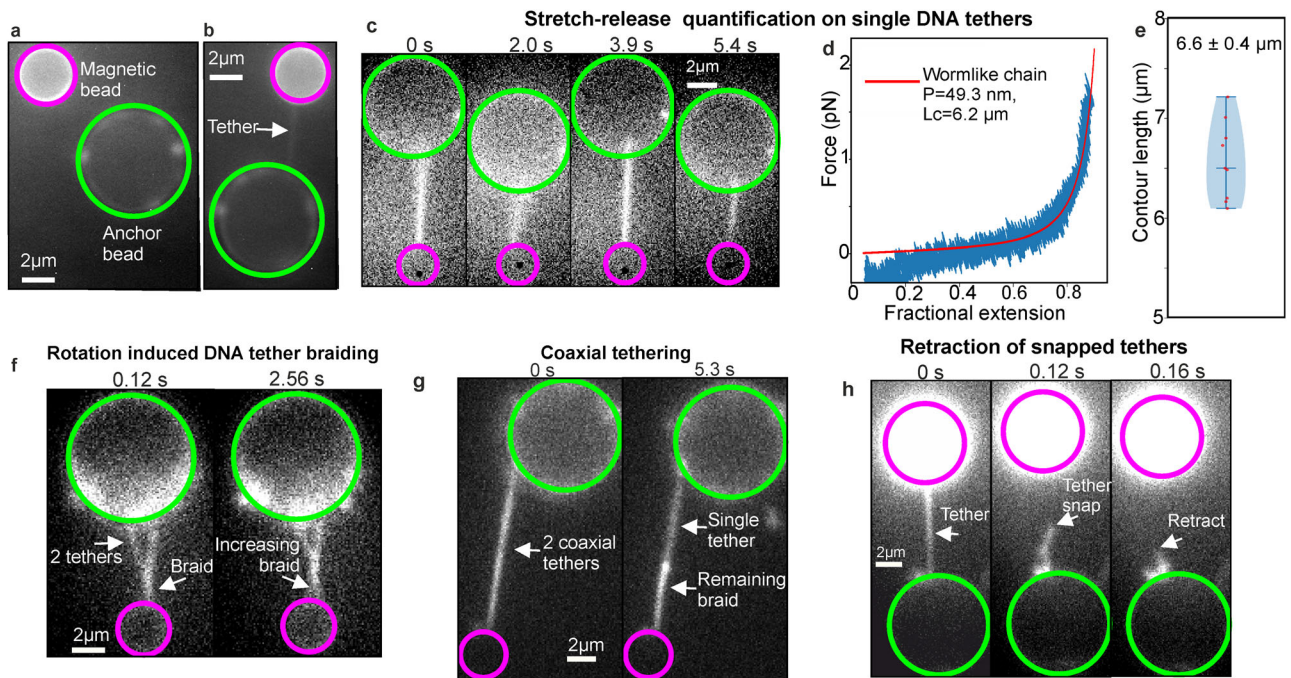 Stretch-release quantification on single DNA tethers
a
Magnetic
bead
Anchor
bead
2μm
b
2μm
Tether
c
0 s
2.0 s
3.9 s
5.4 s
2μm
d
Force (pN)
2
1
0
Wormlike chain
P=49.3 nm,
Lc=6.2 μm
0
0.2
0.4
0.6
0.8
Fractional extension
e
Contour length (μm)
8
7
6
5
6.6 ± 0.4 μm
f
Rotation induced DNA tether braiding
0.12 s
2.56 s
2 tethers
Braid
Increasing
braid
2μm
g
Coaxial tethering
0 s
5.3 s
2 coaxial
tethers
Single
tether
Remaining
braid
2μm
h
Retraction of snapped tethers
0 s
0.12 s
0.16 s
Tether
Tether
snap
Retract
2μm